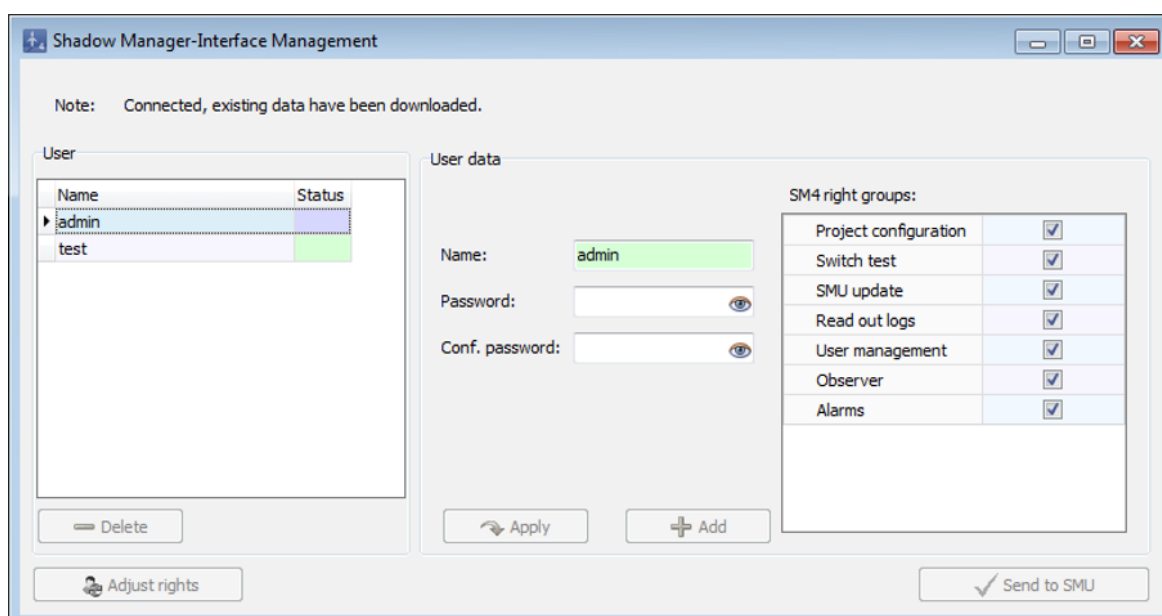 Shadow Manager-Interface Management
Note: Connected, existing data have been downloaded.
User
Name Status
admin
test
Delete
User data
Name: admin
Password:
Conf. password:
Apply Add
SM4 right groups:
Project configuration
Switch test
SMU update
Read out logs
User management
Observer
Alarms
Adjust rights
Send to SMU